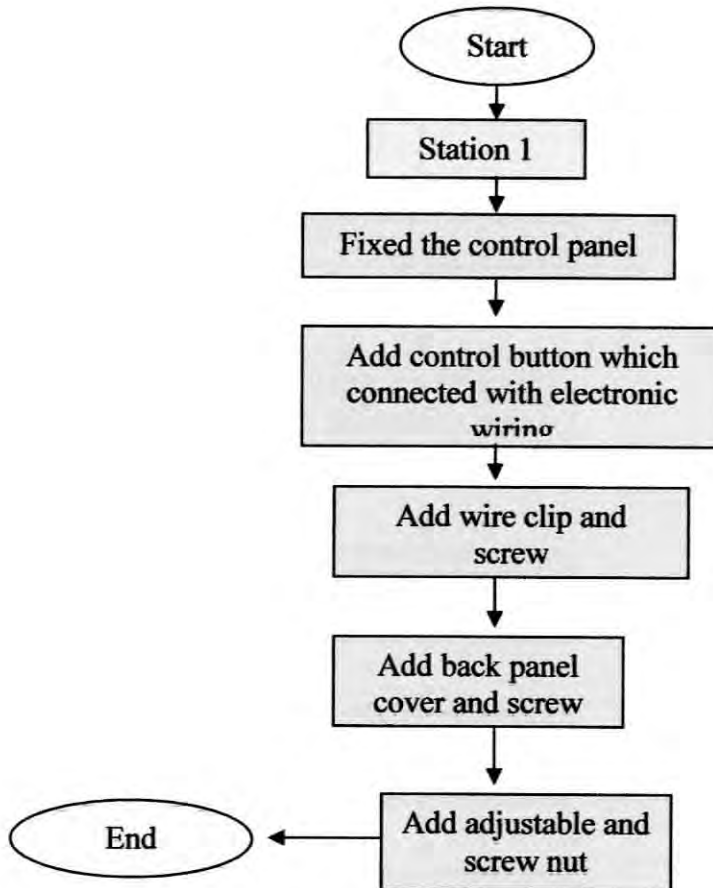 Start
Station 1
Fixed the control panel
Add control button which
connected with electronic
wiring
Add wire clip and
screw
Add back panel
cover and screw
Add adjustable and
screw nut
End